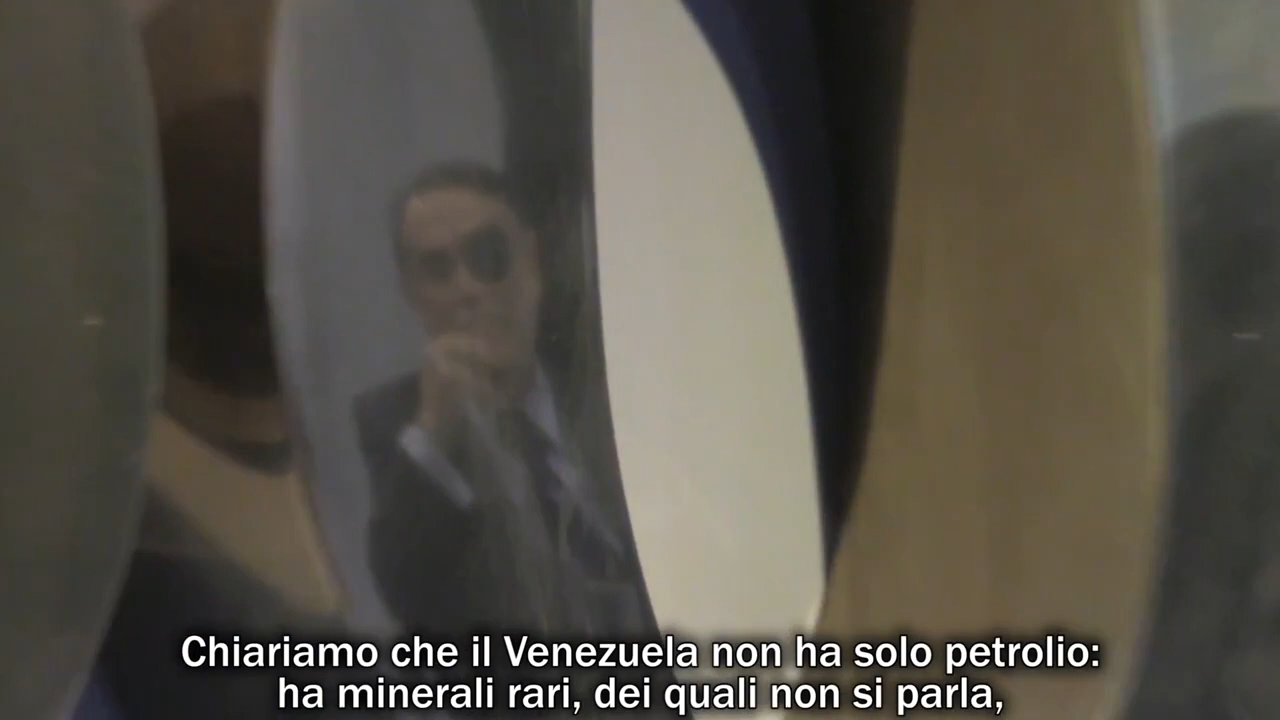 Chiariamo che il Venezuela non ha solo petrolio:
ha minerali rari, dei quali non si parla,